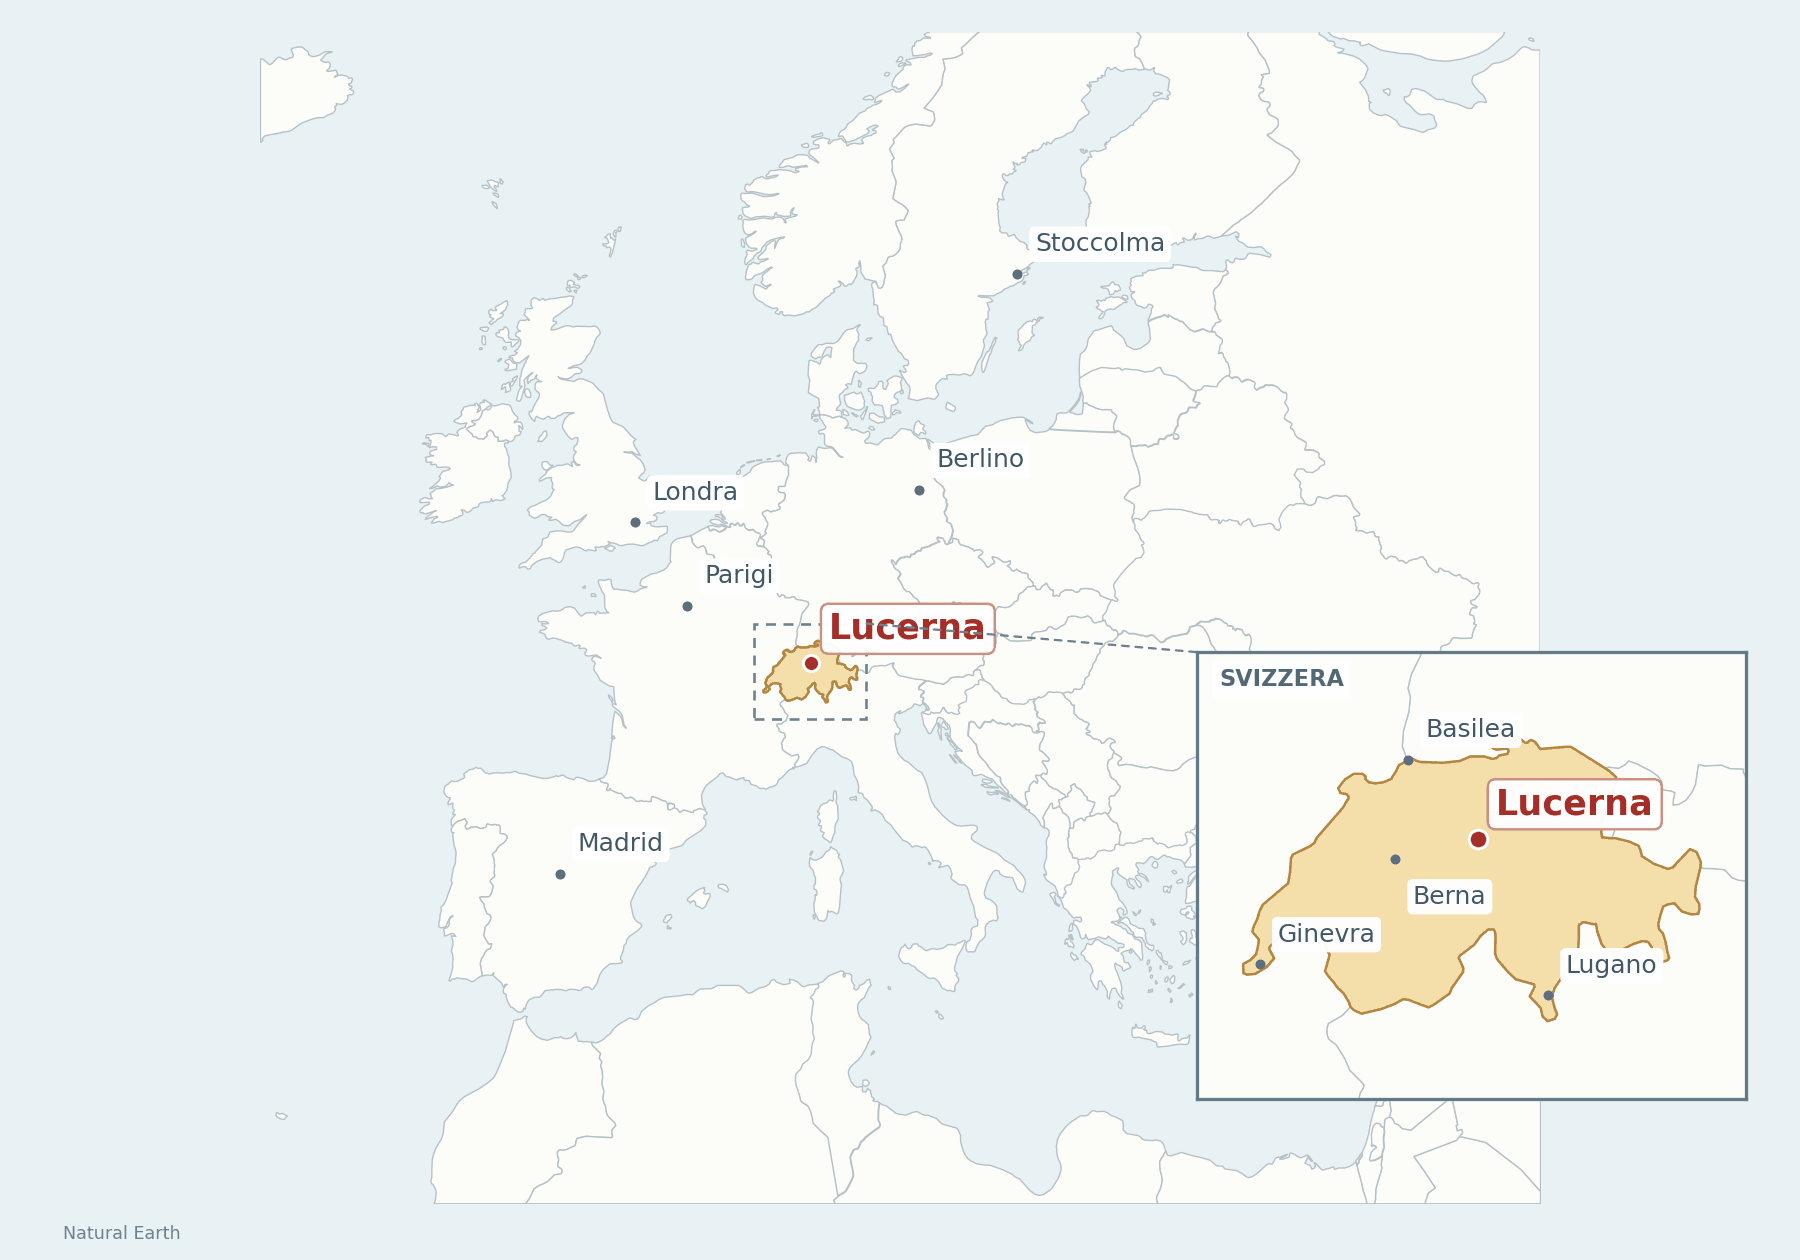 Stoccolma
Berlino
Londra
Parigi
Lucerna
Madrid
SVIZZERA
Basilea
Lucerna
Berna
Ginevra
Lugano
Natural Earth